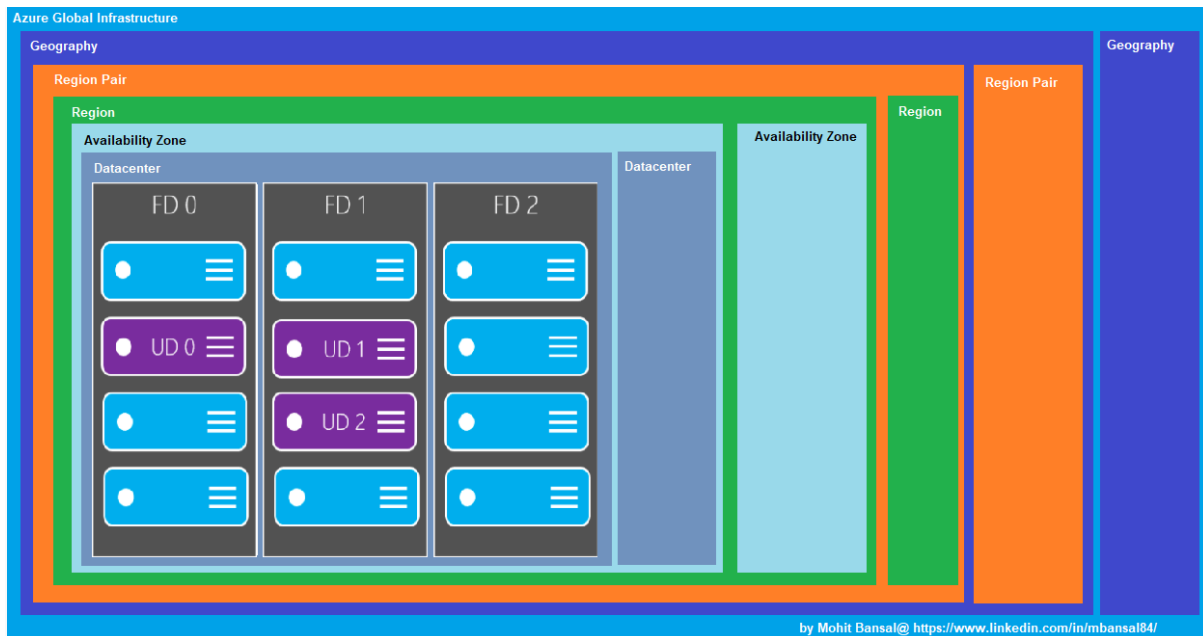 Azure Global Infrastructure
Geography
Geography
Region Pair
Region Pair
Region
Region
Availability Zone
Availability Zone
Datacenter
Datacenter
FD 0
FD 1
FD 2
UD 0
UD 1
UD 2
by Mohit Bansal@ https://www.linkedin.com/in/mbansal84/